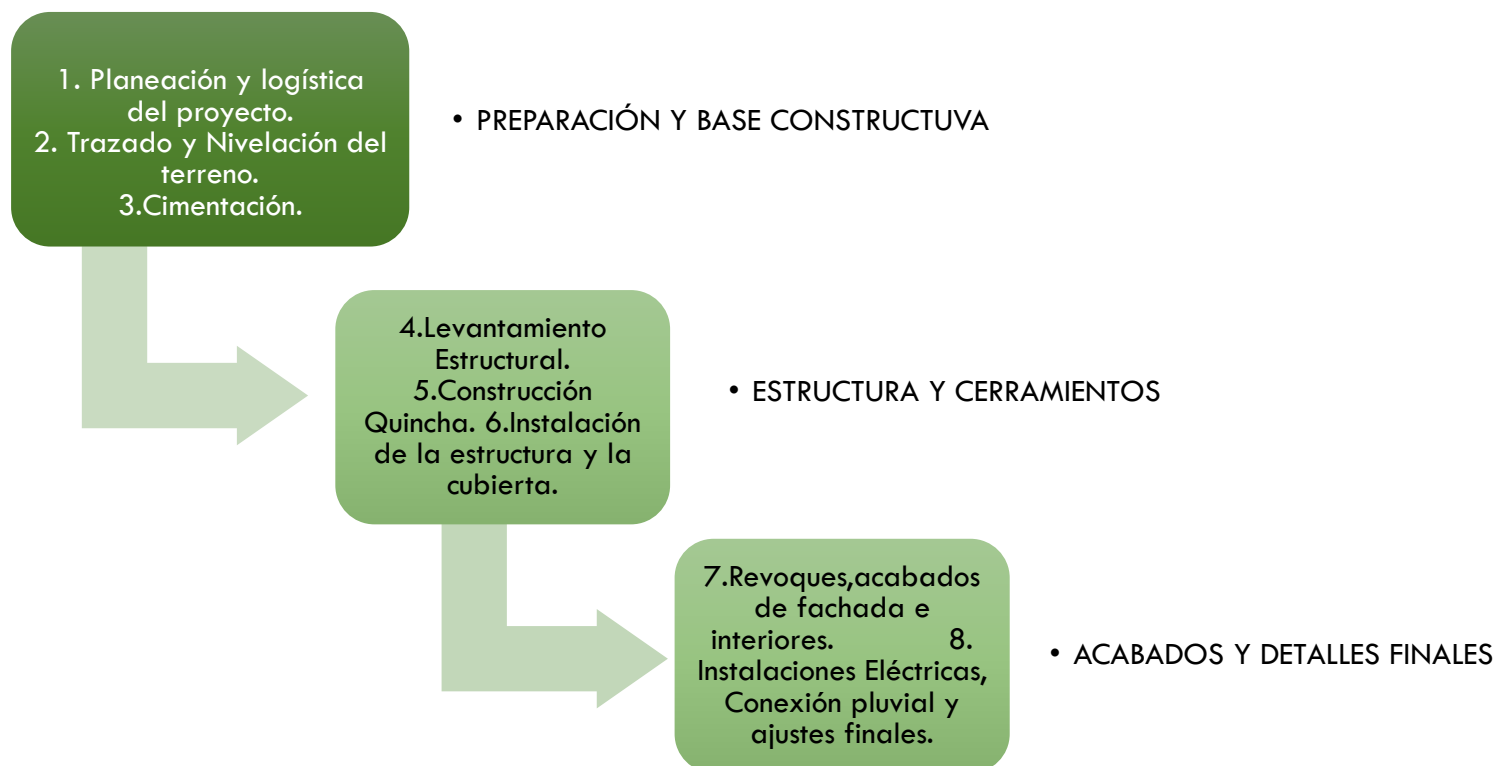 1. Planeación y logística
del proyecto.
2. Trazado y Nivelación del
terreno.
3.Cimentación.
• PREPARACIÓN Y BASE CONSTRUCTUVA
4.Levantamiento
Estructural.
5.Construcción
Quincha. 6.Instalación
de la estructura y la
cubierta.
• ESTRUCTURA Y CERRAMIENTOS
7.Revoques,acabados
de fachada e
interiores. 8.
Instalaciones Eléctricas,
Conexión pluvial y
ajustes finales.
• ACABADOS Y DETALLES FINALES